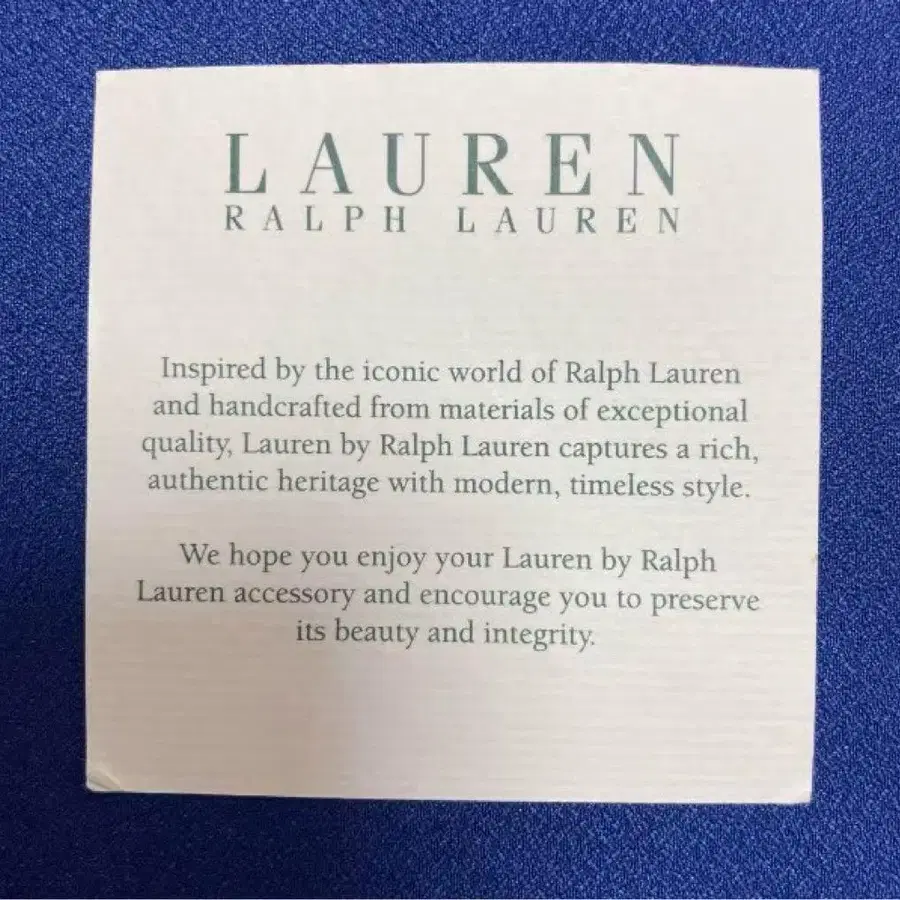 LAUREN
RALPH LAUREN
Inspired by the iconic world of Ralph Lauren
and handcrafted from materials of exceptional
quality, Lauren by Ralph Lauren captures a rich,
authentic heritage with modern, timeless style.
We hope you enjoy your Lauren by Ralph
Lauren accessory and encourage you to preserve
its beauty and integrity.